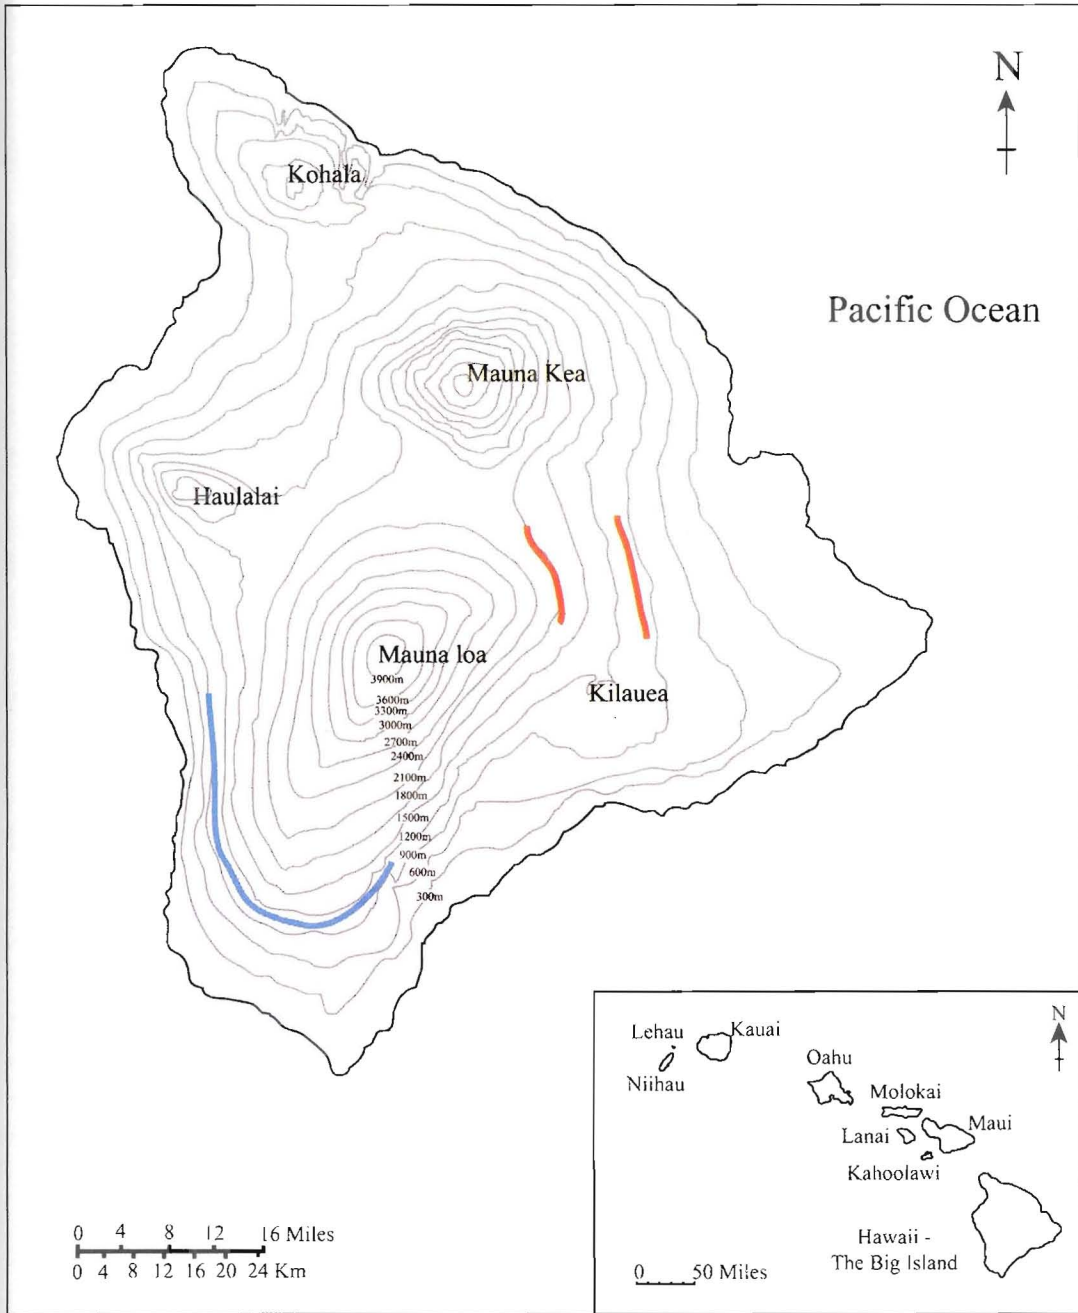 N
Kohala
Pacific Ocean
Mauna Kea
Haulalai
Mauna loa
3900m
Kilauea
3600m
3300m
3000m
2700m
2400m
2100m
1800m
1500m
1200m
900m
600m
300m
N
Lehau
Kauai
Niihau
Oahu
Molokai
Maui
Lanai
Kahoolawi
Hawaii -
The Big Island
0 50 Miles
0 4 8 12 16 Miles
0 4 8 12 16 20 24 Km